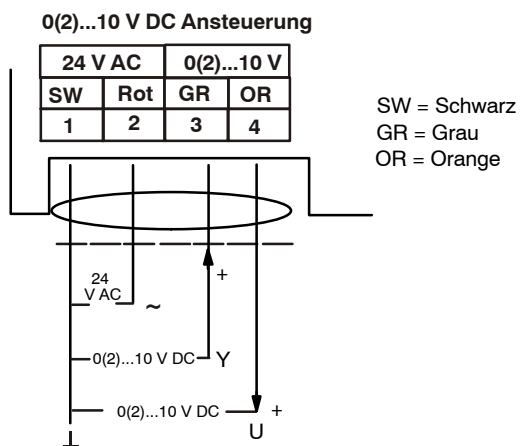 0(2)...10 V DC Ansteuerung
24 V AC 0(2)...10 V
SW Rot GR OR
1 2 3 4
SW = Schwarz
GR = Grau
OR = Orange
24
V AC
~
+
0(2)...10 V DC Y
0(2)...10 V DC +
U